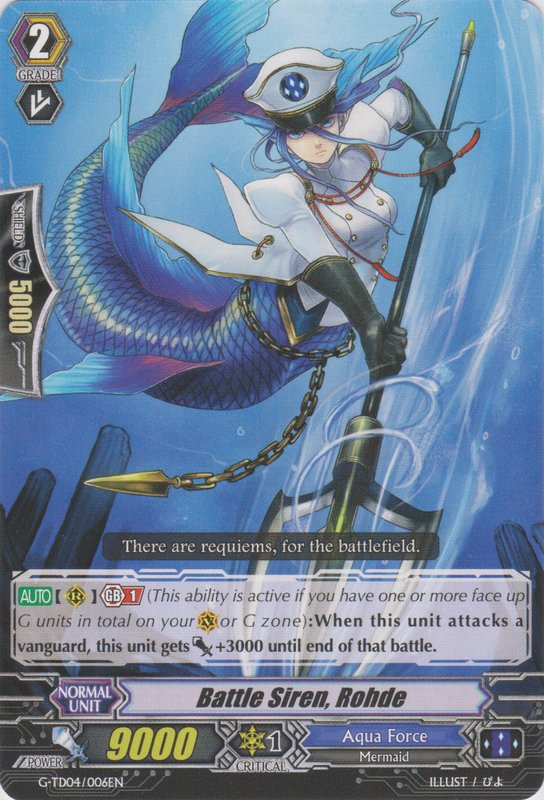 2
GRADE
SHIELD
5000
There are requiems, for the battlefield.
AUTO【R】GB 1 (This ability is active if you have one or more face up
G units in total on your V or G zone):When this unit attacks a
vanguard, this unit gets +3000 until end of that battle.
NORMAL
UNIT
Battle Siren, Rohde
POWER
9000
1
CRITICAL
Aqua Force
Mermaid
G-TD04/006EN
ILLUST / ぴよ